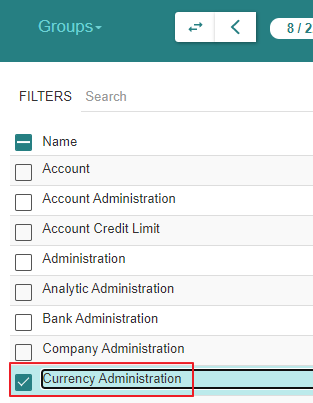 Groups
8 / 2
FILTERS Search
Name
Account
Account Administration
Account Credit Limit
Administration
Analytic Administration
Bank Administration
Company Administration
Currency Administration